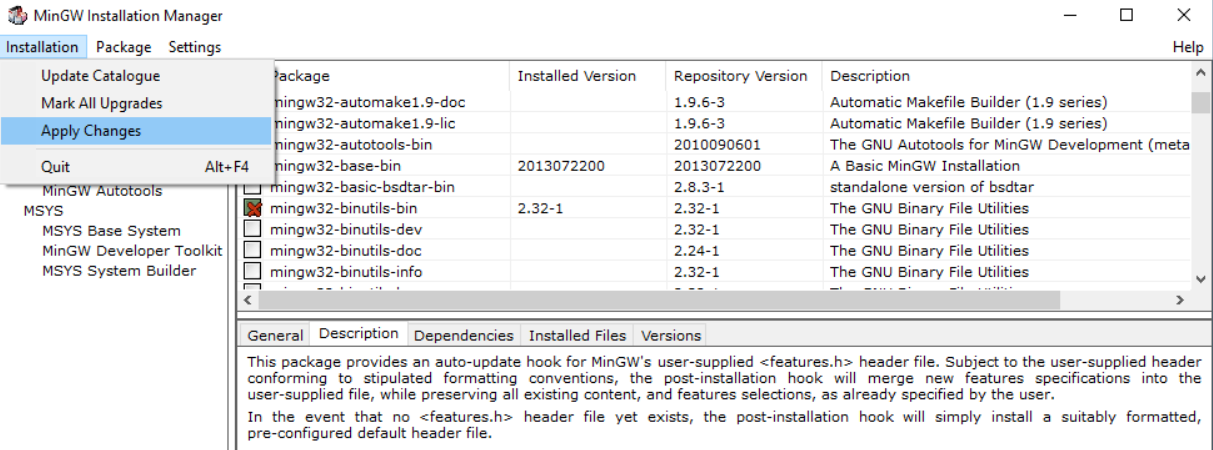 MinGW Installation Manager
Installation Package Settings Help
Update Catalogue
Mark All Upgrades
Apply Changes
Quit Alt+F4
MinGW Autotools
MSYS
MSYS Base System
MinGW Developer Toolkit
MSYS System Builder
Package Installed Version Repository Version Description
mingw32-automake1.9-doc 1.9.6-3 Automatic Makefile Builder (1.9 series)
mingw32-automake1.9-lic 1.9.6-3 Automatic Makefile Builder (1.9 series)
mingw32-autotools-bin 2010090601 The GNU Autotools for MinGW Development (meta
mingw32-base-bin 2013072200 2013072200 A Basic MinGW Installation
mingw32-basic-bsdtar-bin 2.8.3-1 standalone version of bsdtar
mingw32-binutils-bin 2.32-1 2.32-1 The GNU Binary File Utilities
mingw32-binutils-dev 2.32-1 The GNU Binary File Utilities
mingw32-binutils-doc 2.24-1 The GNU Binary File Utilities
mingw32-binutils-info 2.32-1 The GNU Binary File Utilities
General Description Dependencies Installed Files Versions
This package provides an auto-update hook for MinGW's user-supplied <features.h> header file. Subject to the user-supplied header
conforming to stipulated formatting conventions, the post-installation hook will merge new features specifications into the
user-supplied file, while preserving all existing content, and features selections, as already specified by the user.
In the event that no <features.h> header file yet exists, the post-installation hook will simply install a suitably formatted,
pre-configured default header file.